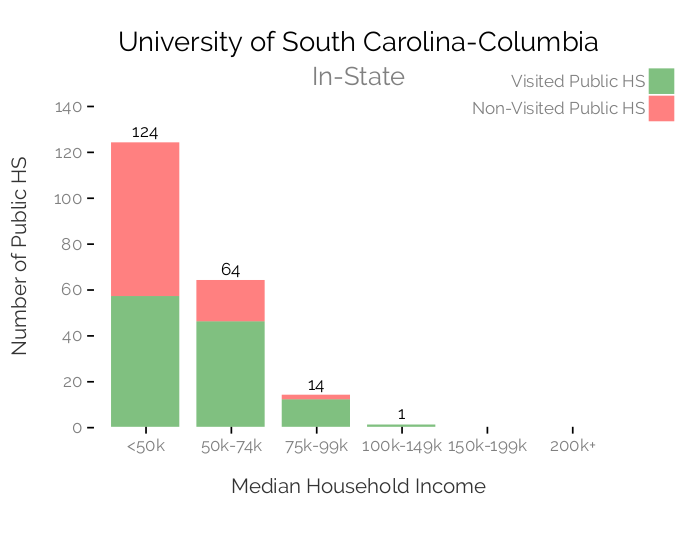 University of South Carolina-Columbia
In-State
Visited Public HS
Non-Visited Public HS
Number of Public HS
140
120
100
80
60
40
20
0
124
64
14
1
<50k
50k-74k
75k-99k
100k-149k
150k-199k
200k+
Median Household Income